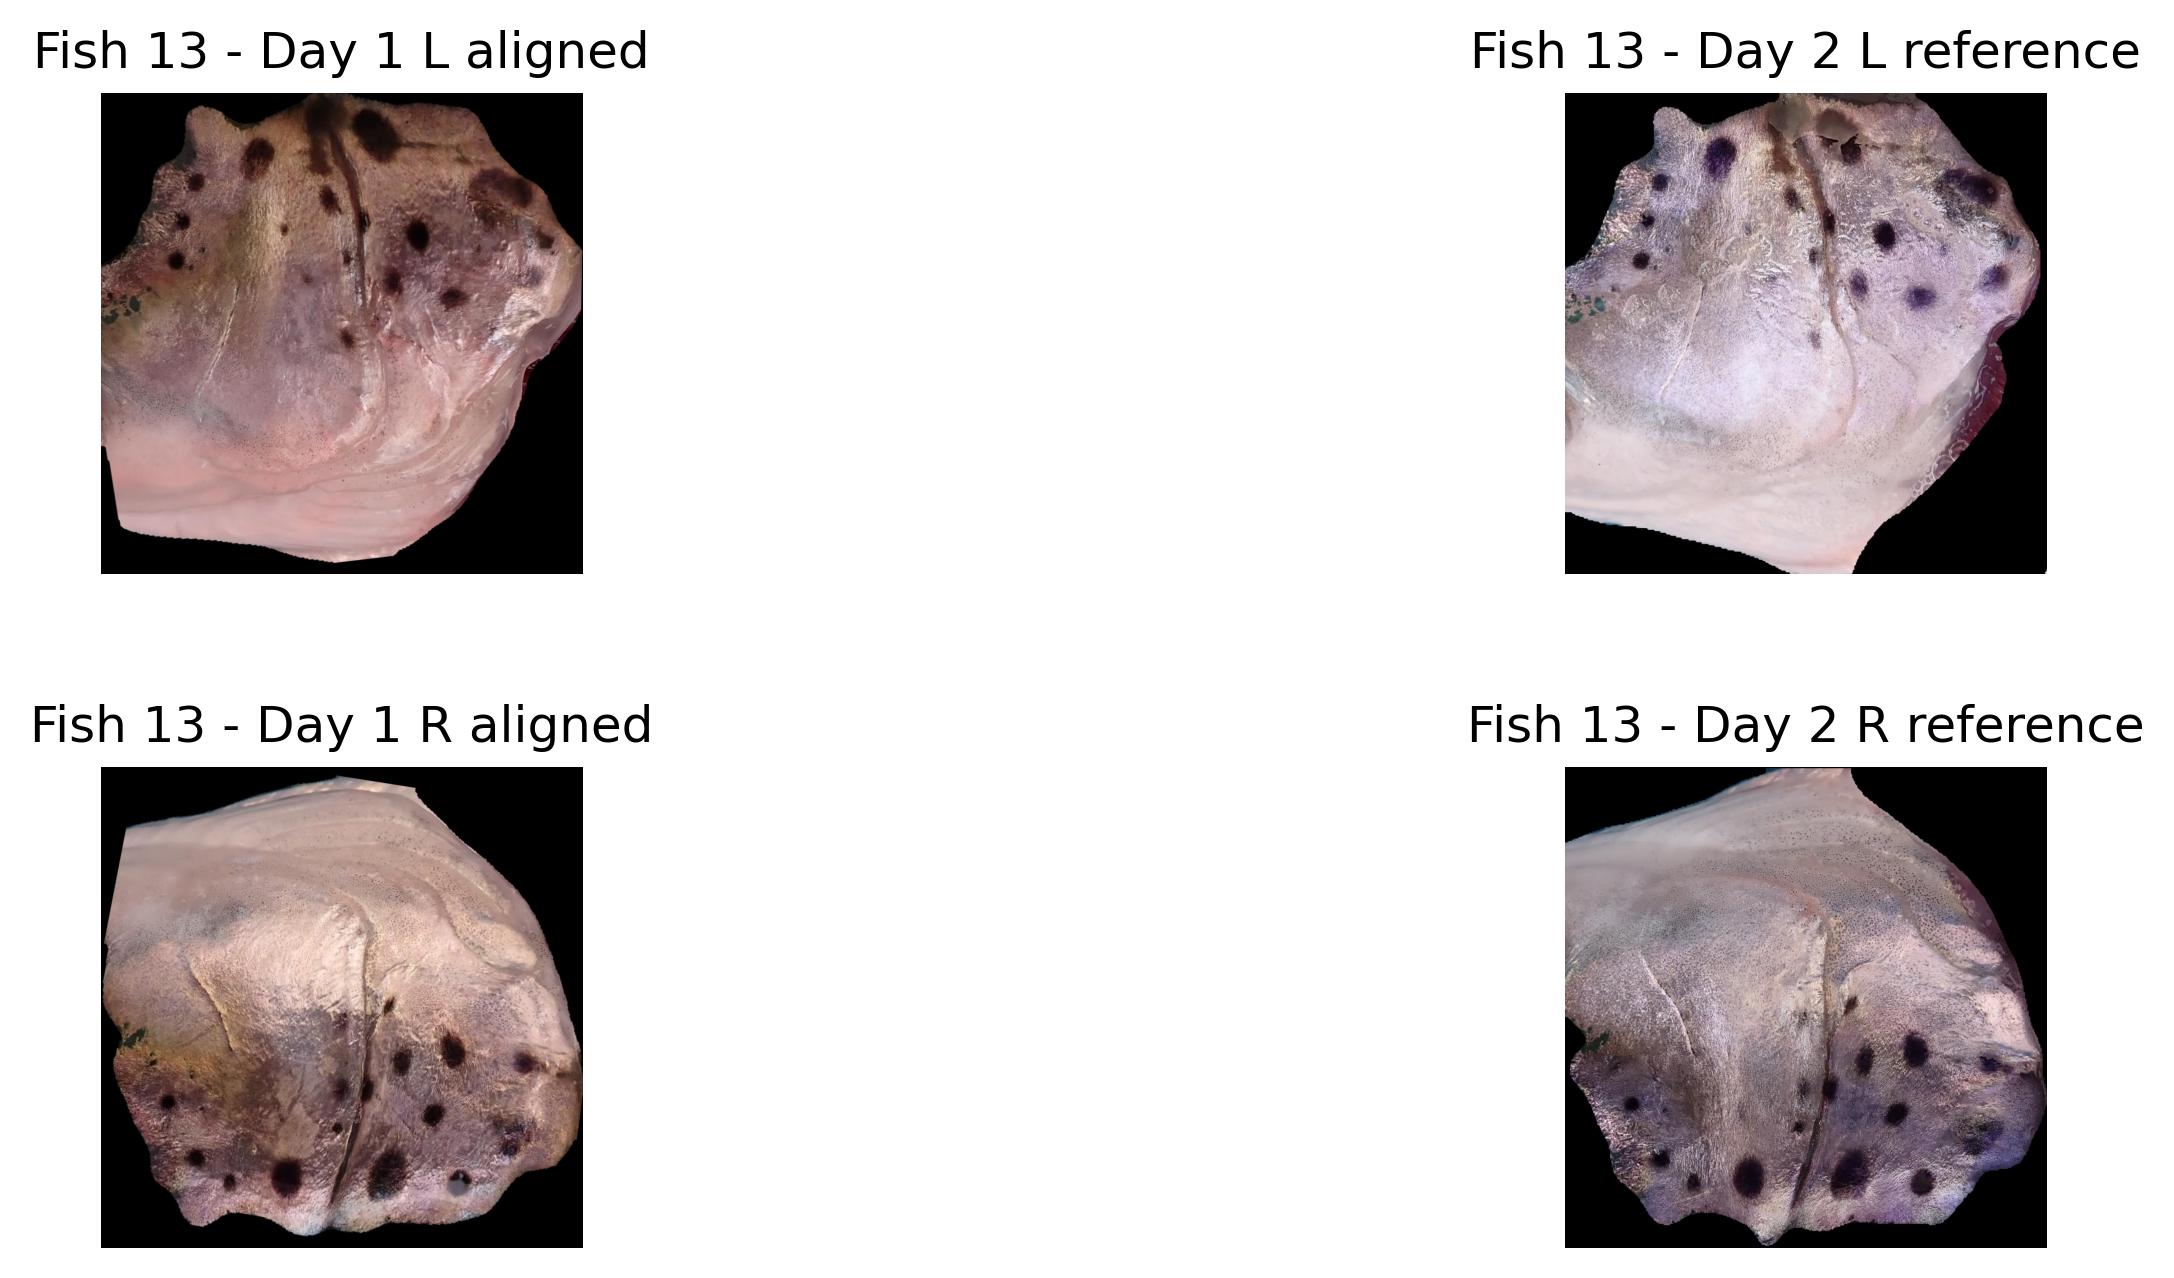 Fish 13 - Day 1 L aligned
Fish 13 - Day 2 L reference
Fish 13 - Day 1 R aligned
Fish 13 - Day 2 R reference